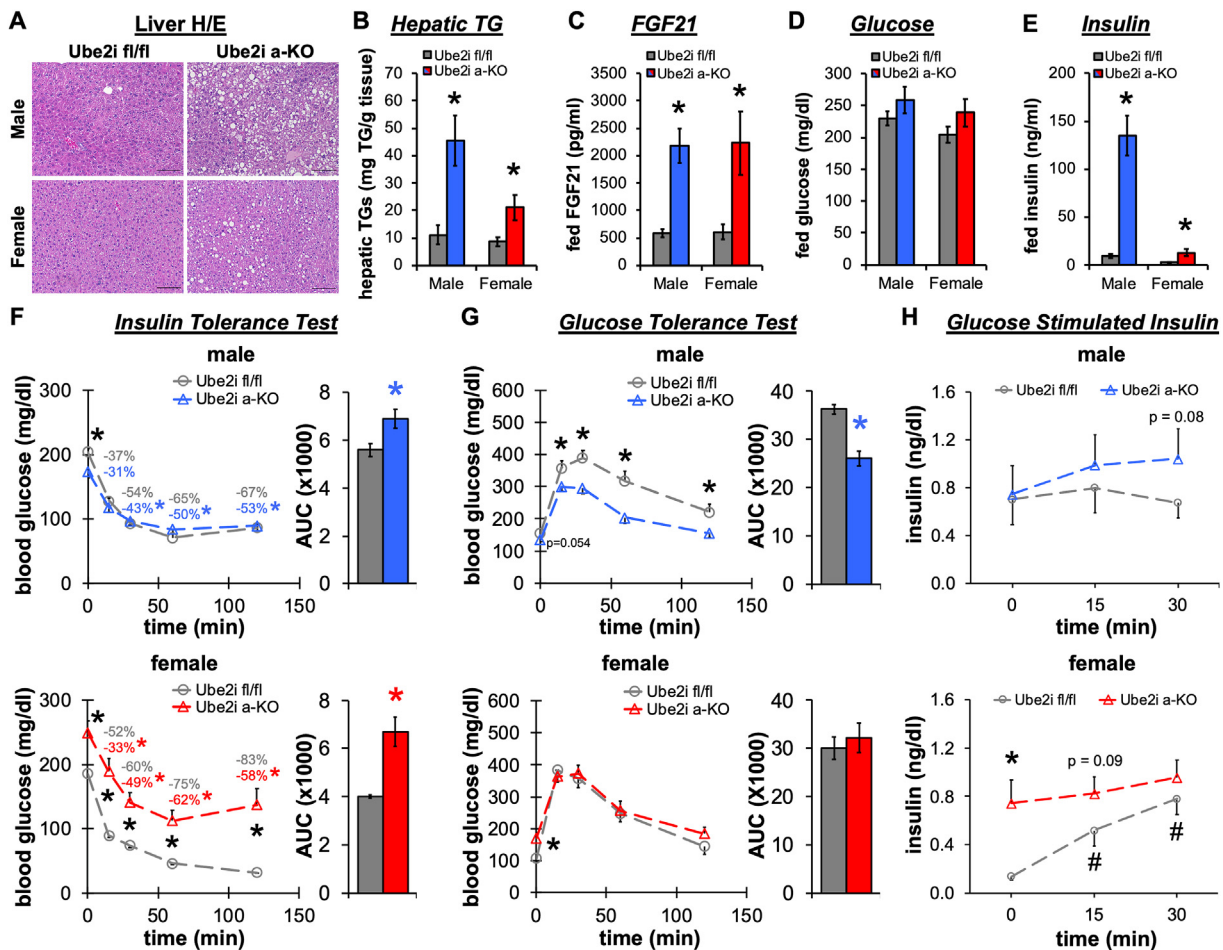 A
Liver H/E
Ube2i fl/fl
Ube2i a-KO
Male
Female
B
Hepatic TG
Ube2i fl/fl
Ube2i a-KO
hepatic TGs (mg TG/g tissue)
70
60
50
40
30
20
10
0
*
*
Male
Female
C
FGF21
Ube2i fl/fl
Ube2i a-KO
fed FGF21 (pg/ml)
3500
3000
2500
2000
1500
1000
500
0
*
*
Male
Female
D
Glucose
Ube2i fl/fl
Ube2i a-KO
fed glucose (mg/dl)
300
250
200
150
100
50
0
Male
Female
E
Insulin
Ube2i fl/fl
Ube2i a-KO
fed insulin (ng/ml)
200
150
100
50
0
*
*
Male
Female
F
Insulin Tolerance Test
male
Ube2i fl/fl
Ube2i a-KO
blood glucose (mg/dl)
300
200
100
0
*
-37%
-31%
-54%
-43%*
-65%
-50%*
-67%
-53%*
0
50
100
150
time (min)
AUC (x1000)
8
6
4
2
0
*
female
Ube2i fl/fl
Ube2i a-KO
blood glucose (mg/dl)
300
200
100
0
*
-52%
-33%*
-60%
-49%*
-75%
-62%*
-83%
-58%*
*
*
*
*
0
50
100
150
time (min)
AUC (x1000)
8
6
4
2
0
*
G
Glucose Tolerance Test
male
Ube2i fl/fl
Ube2i a-KO
blood glucose (mg/dl)
600
500
400
300
200
100
0
*
*
*
*
p=0.054
0
50
100
150
time (min)
AUC (x1000)
40
30
20
10
0
*
female
Ube2i fl/fl
Ube2i a-KO
blood glucose (mg/dl)
600
500
400
300
200
100
0
*
0
50
100
150
time (min)
AUC (X1000)
40
30
20
10
0
H
Glucose Stimulated Insulin
male
Ube2i fl/fl
Ube2i a-KO
insulin (ng/dl)
1.6
1.2
0.8
0.4
0.0
p = 0.08
0
15
30
time (min)
female
Ube2i fl/fl
Ube2i a-KO
insulin (ng/dl)
1.6
1.2
0.8
0.4
0.0
*
p = 0.09
#
#
0
15
30
time (min)